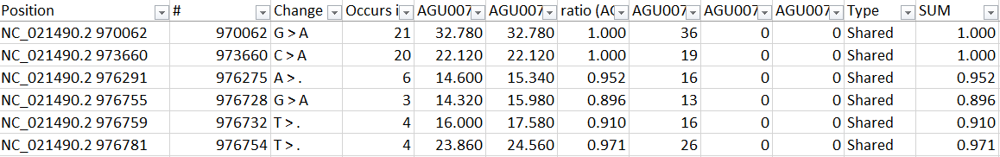 Position # Change Occurs i AGU007 AGU007 ratio (AG AGU007 AGU007 AGU007 Type SUM
NC_021490.2 970062 970062 G > A 21 32.780 32.780 1.000 36 0 0 Shared 1.000
NC_021490.2 973660 973660 C > A 20 22.120 22.120 1.000 19 0 0 Shared 1.000
NC_021490.2 976291 976275 A > . 6 14.600 15.340 0.952 16 0 0 Shared 0.952
NC_021490.2 976755 976728 G > A 3 14.320 15.980 0.896 13 0 0 Shared 0.896
NC_021490.2 976759 976732 T > . 4 16.000 17.580 0.910 16 0 0 Shared 0.910
NC_021490.2 976781 976754 T > . 4 23.860 24.560 0.971 26 0 0 Shared 0.971